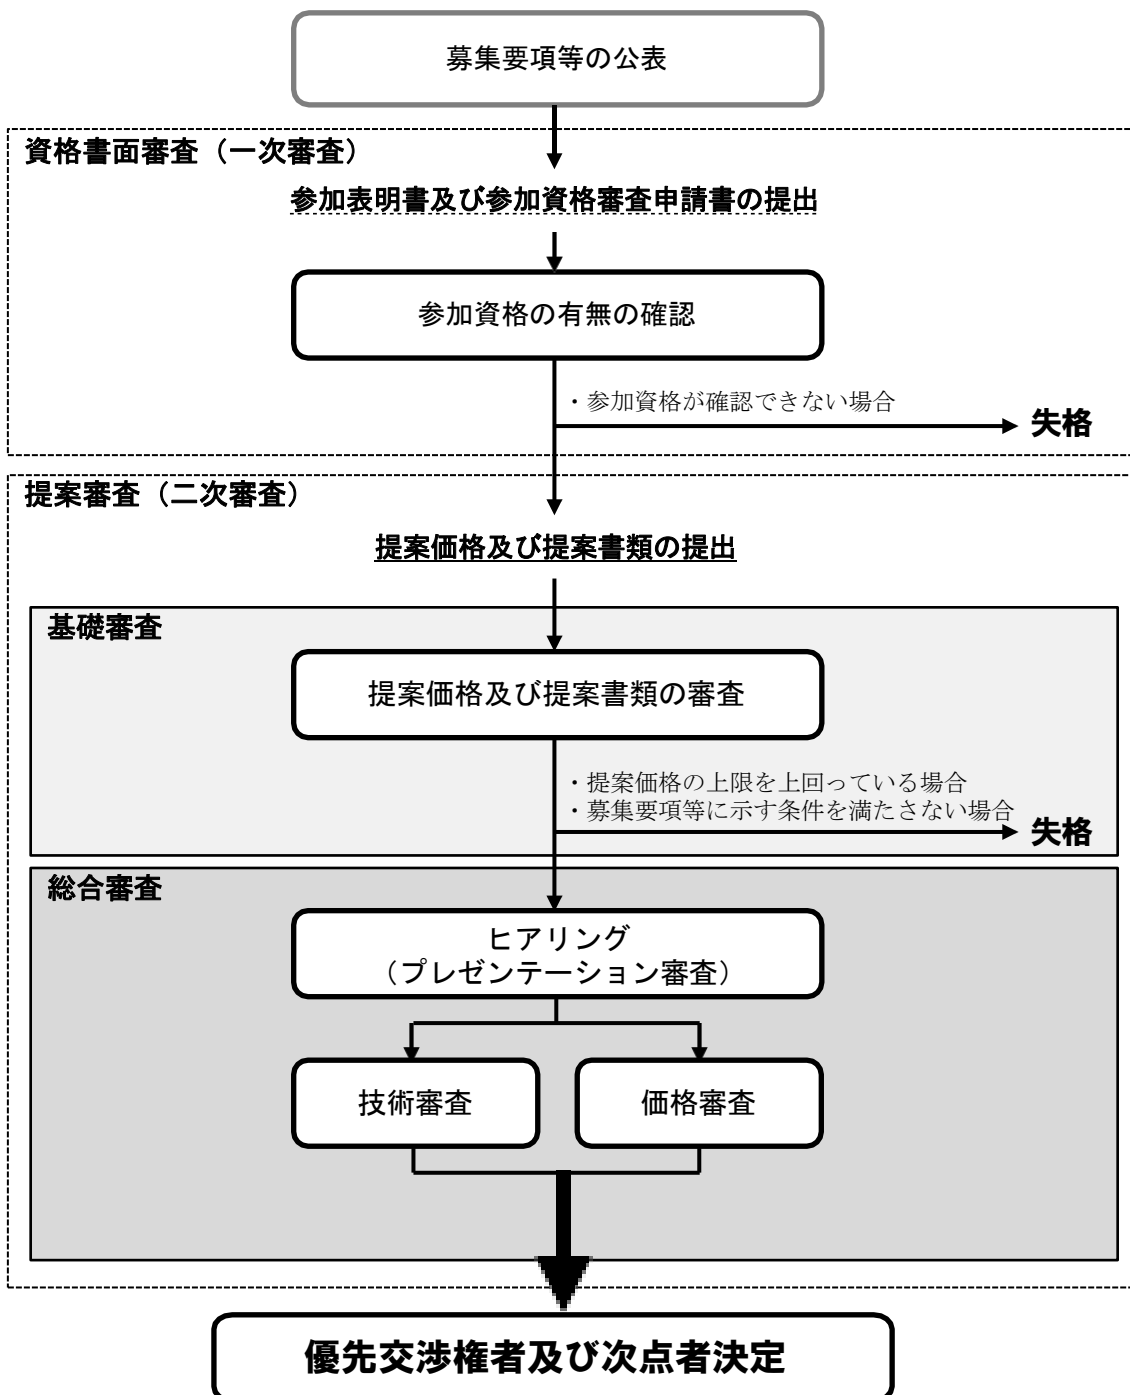 募集要項等の公表
資格書面審査（一次審査）
参加表明書及び参加資格審査申請書の提出
参加資格の有無の確認
・参加資格が確認できない場合
失格
提案審査（二次審査）
提案価格及び提案書類の提出
基礎審査
提案価格及び提案書類の審査
・提案価格の上限を上回っている場合
・募集要項等に示す条件を満たさない場合
失格
総合審査
ヒアリング
（プレゼンテーション審査）
技術審査
価格審査
優先交渉権者及び次点者決定